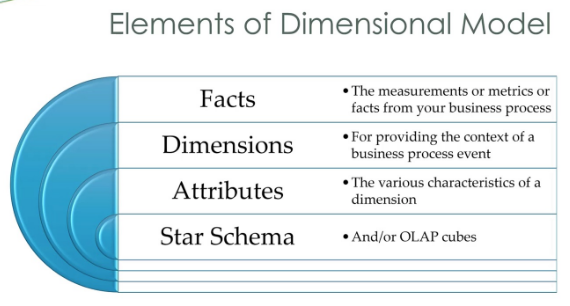 Elements of Dimensional Model
Facts
• The measurements or metrics or
facts from your business process
Dimensions
• For providing the context of a
business process event
Attributes
• The various characteristics of a
dimension
Star Schema
• And/or OLAP cubes